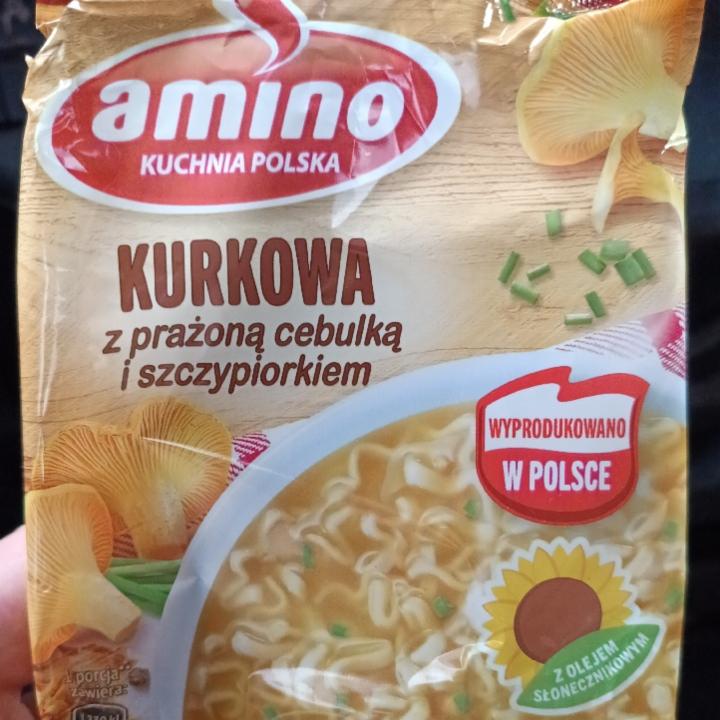 amino
KUCHNIA POLSKA
KURKOWA
z prażoną cebulką
i szczypiorkiem
WYPRODUKOWANO
W POLSCE
Z OLEJEM
SŁONECZNIKOWYM
1 porcja
zawiera: